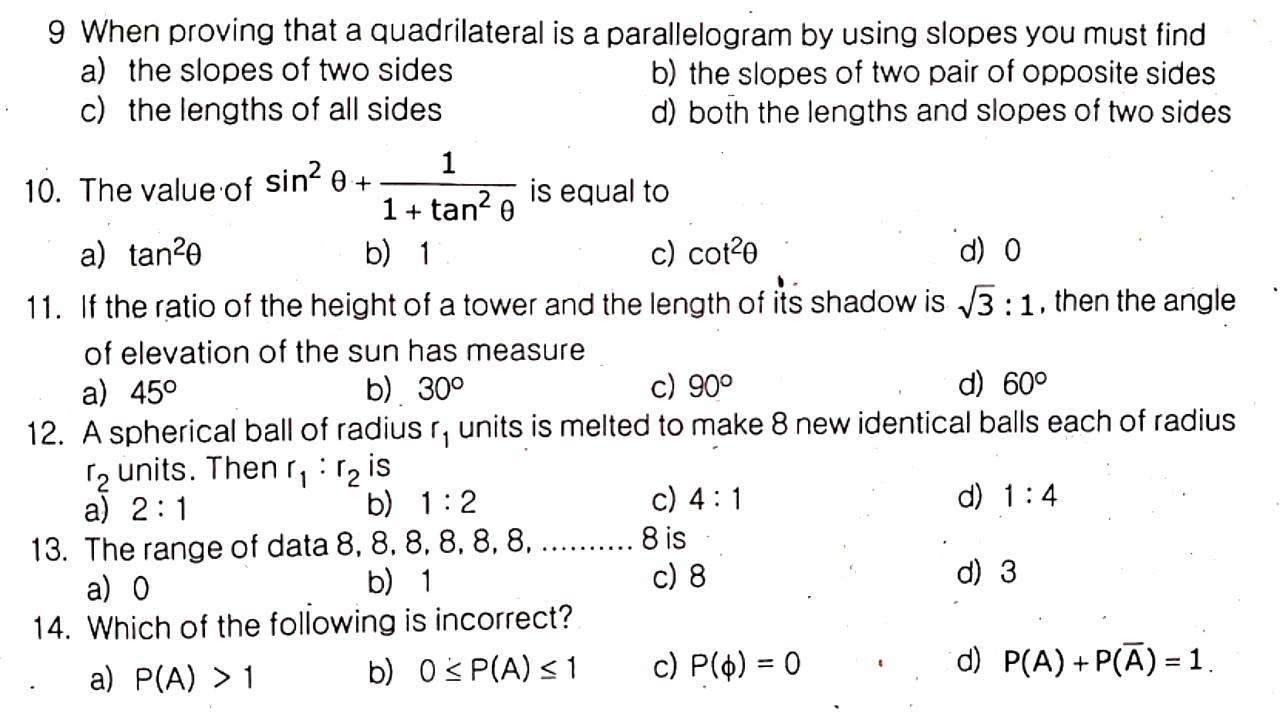 9 When proving that a quadrilateral is a parallelogram by using slopes you must find
a) the slopes of two sides b) the slopes of two pair of opposite sides
c) the lengths of all sides d) both the lengths and slopes of two sides
10. The value of sin² θ + 1 / (1 + tan² θ) is equal to
a) tan²θ b) 1 c) cot²θ d) 0
11. If the ratio of the height of a tower and the length of its shadow is √3 : 1, then the angle
of elevation of the sun has measure
a) 45º b) 30º c) 90º d) 60º
12. A spherical ball of radius r₁ units is melted to make 8 new identical balls each of radius
r₂ units. Then r₁ : r₂ is
a) 2 : 1 b) 1 : 2 c) 4 : 1 d) 1 : 4
13. The range of data 8, 8, 8, 8, 8, 8, .......... 8 is
a) 0 b) 1 c) 8 d) 3
14. Which of the following is incorrect?
a) P(A) > 1 b) 0 ≤ P(A) ≤ 1 c) P(ϕ) = 0 d) P(A) + P(A̅) = 1.